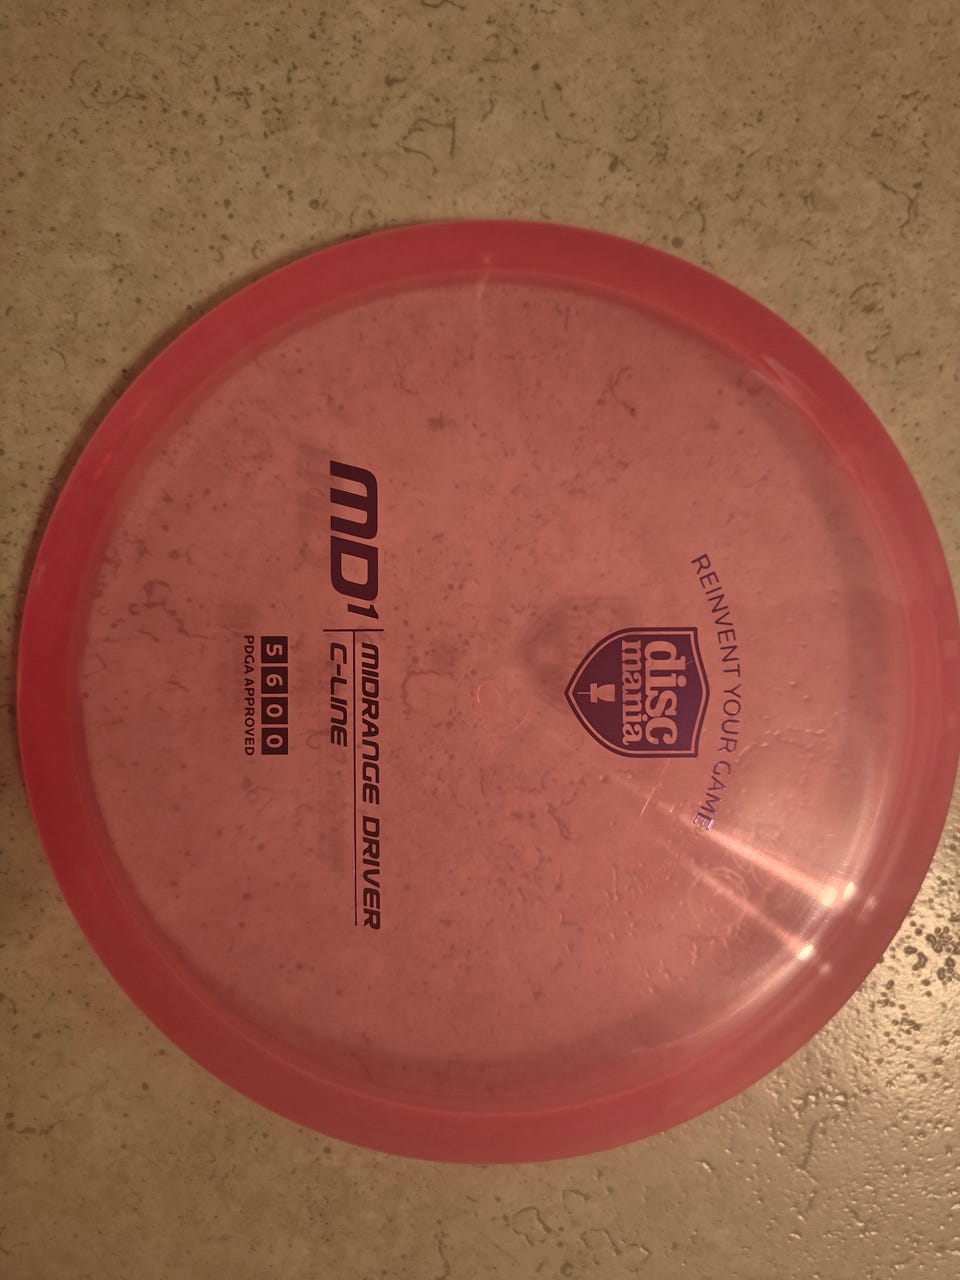 REINVENT YOUR GAME
disc
mania
MD1
MIDRANGE DRIVER
C-LINE
5 6 0 0
PDGA APPROVED